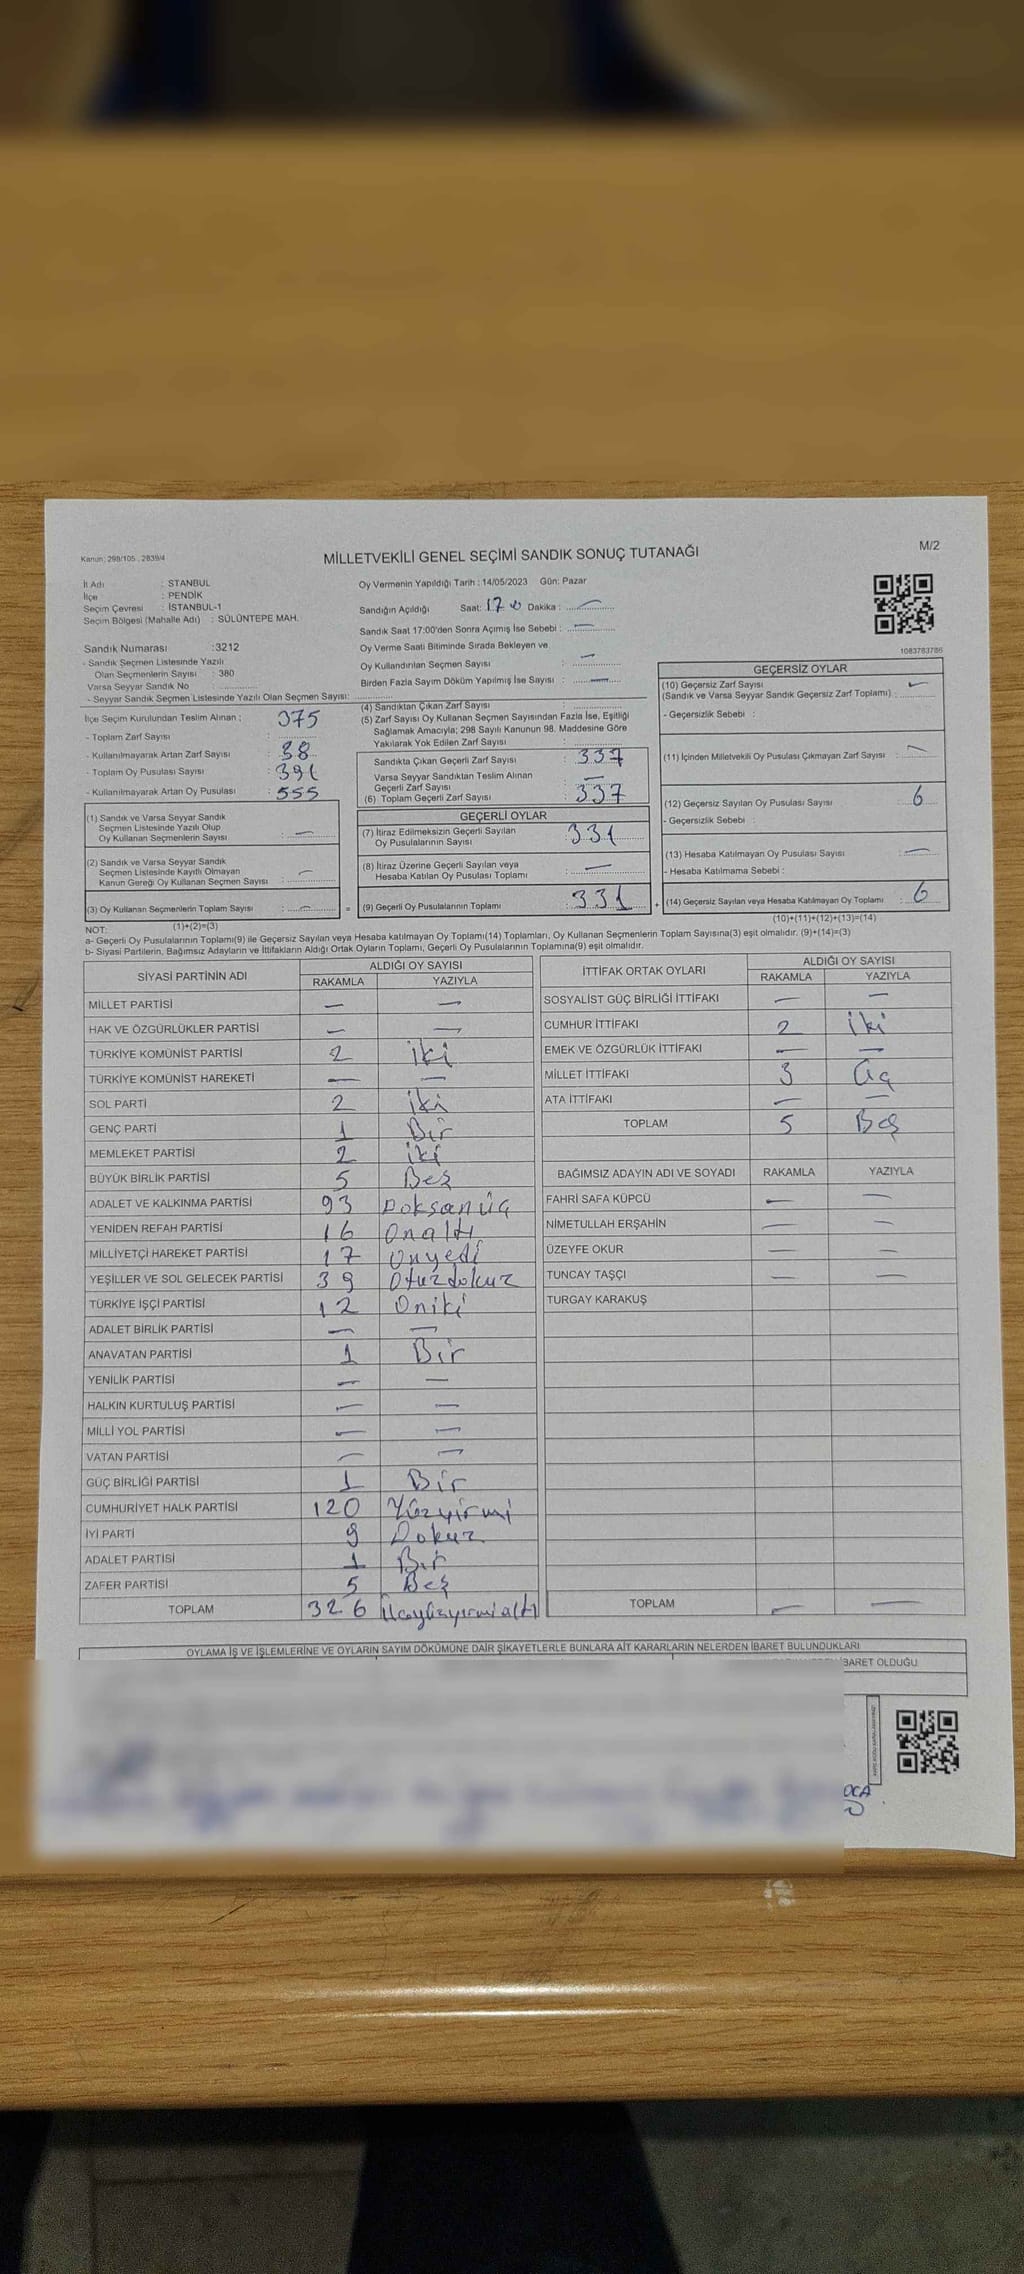 Kanun: 298/105 , 2839/4
MİLLETVEKİLİ GENEL SEÇİMİ SANDIK SONUÇ TUTANAĞI
M/2
İl Adı : STANBUL
İlçe : PENDİK
Seçim Çevresi : İSTANBUL-1
Seçim Bölgesi (Mahalle Adı) : SÜLÜNTEPE MAH.
Sandık Numarası :3212
- Sandık Seçmen Listesinde Yazılı
Olan Seçmenlerin Sayısı : 380
Varsa Seyyar Sandık No :
- Seyyar Sandık Seçmen Listesinde Yazılı Olan Seçmen Sayısı:
Oy Vermenin Yapıldığı Tarih : 14/05/2023 Gün: Pazar
Sandığın Açıldığı Saat: 17 Dakika : —
Sandık Saat 17:00'den Sonra Açımış İse Sebebi : —
Oy Verme Saati Bitiminde Sırada Bekleyen ve
Oy Kullandırılan Seçmen Sayısı : —
Birden Fazla Sayım Döküm Yapılmış İse Sayısı : —
1083783786
İlçe Seçim Kurulundan Teslim Alınan ; 375
- Toplam Zarf Sayısı :
- Kullanılmayarak Artan Zarf Sayısı : 38
- Toplam Oy Pusulası Sayısı : 391
- Kullanılmayarak Artan Oy Pusulası : 555
(1) Sandık ve Varsa Seyyar Sandık
Seçmen Listesinde Yazılı Olup
Oy Kullanan Seçmenlerin Sayısı : —
(2) Sandık ve Varsa Seyyar Sandık
Seçmen Listesinde Kayıtlı Olmayan
Kanun Gereği Oy Kullanan Seçmen Sayısı : —
(3) Oy Kullanan Seçmenlerin Toplam Sayısı : — =
(1)+(2)=(3)
(4) Sandıktan Çıkan Zarf Sayısı :
(5) Zarf Sayısı Oy Kullanan Seçmen Sayısından Fazla İse, Eşitliği
Sağlamak Amacıyla; 298 Sayılı Kanunun 98. Maddesine Göre
Yakılarak Yok Edilen Zarf Sayısı :
Sandıkta Çıkan Geçerli Zarf Sayısı : 337
Varsa Seyyar Sandıktan Teslim Alınan
Geçerli Zarf Sayısı : —
(6) Toplam Geçerli Zarf Sayısı : 337
GEÇERLİ OYLAR
(7) İtiraz Edilmeksizin Geçerli Sayılan
Oy Pusulalarının Sayısı : 331
(8) İtiraz Üzerine Geçerli Sayılan veya
Hesaba Katılan Oy Pusulası Toplamı : —
(9) Geçerli Oy Pusulalarının Toplamı : 331 +
GEÇERSİZ OYLAR
(10) Geçersiz Zarf Sayısı —
(Sandık ve Varsa Seyyar Sandık Geçersiz Zarf Toplamı) :
- Geçersizlik Sebebi :
(11) İçinden Milletvekili Oy Pusulası Çıkmayan Zarf Sayısı : —
(12) Geçersiz Sayılan Oy Pusulası Sayısı : 6
- Geçersizlik Sebebi :
(13) Hesaba Katılmayan Oy Pusulası Sayısı : —
- Hesaba Katılmama Sebebi :
(14) Geçersiz Sayılan veya Hesaba Katılmayan Oy Toplamı : 6
(10)+(11)+(12)+(13)=(14)
NOT:
a- Geçerli Oy Pusulalarının Toplamı(9) ile Geçersiz Sayılan veya Hesaba katılmayan Oy Toplamı(14) Toplamları, Oy Kullanan Seçmenlerin Toplam Sayısına(3) eşit olmalıdır. (9)+(14)=(3)
b- Siyasi Partilerin, Bağımsız Adayların ve İttifakların Aldığı Ortak Oyların Toplamı, Geçerli Oy Pusulalarının Toplamına(9) eşit olmalıdır.
SİYASİ PARTİNİN ADI ALDIĞI OY SAYISI
RAKAMLA YAZIYLA
MİLLET PARTİSİ — —
HAK VE ÖZGÜRLÜKLER PARTİSİ — —
TÜRKİYE KOMÜNİST PARTİSİ 2 iki
TÜRKİYE KOMÜNİST HAREKETİ — —
SOL PARTİ 2 iki
GENÇ PARTİ 1 Bir
MEMLEKET PARTİSİ 2 iki
BÜYÜK BİRLİK PARTİSİ 5 Beş
ADALET VE KALKINMA PARTİSİ 93 Doksanüç
YENİDEN REFAH PARTİSİ 16 Onaltı
MİLLİYETÇİ HAREKET PARTİSİ 17 Onyedi
YEŞİLLER VE SOL GELECEK PARTİSİ 39 Otuzdokuz
TÜRKİYE İŞÇİ PARTİSİ 12 Oniki
ADALET BİRLİK PARTİSİ — —
ANAVATAN PARTİSİ 1 Bir
YENİLİK PARTİSİ — —
HALKIN KURTULUŞ PARTİSİ — —
MİLLİ YOL PARTİSİ — —
VATAN PARTİSİ — —
GÜÇ BİRLİĞİ PARTİSİ 1 Bir
CUMHURİYET HALK PARTİSİ 120 Yüzyirmi
İYİ PARTİ 9 Dokuz
ADALET PARTİSİ 1 Bir
ZAFER PARTİSİ 5 Beş
TOPLAM 326 Üçyüzyirmialtı
İTTİFAK ORTAK OYLARI ALDIĞI OY SAYISI
RAKAMLA YAZIYLA
SOSYALİST GÜÇ BİRLİĞİ İTTİFAKI — —
CUMHUR İTTİFAKI 2 iki
EMEK VE ÖZGÜRLÜK İTTİFAKI — —
MİLLET İTTİFAKI 3 Üç
ATA İTTİFAKI — —
TOPLAM 5 Beş
BAĞIMSIZ ADAYIN ADI VE SOYADI RAKAMLA YAZIYLA
FAHRİ SAFA KÜPCÜ — —
NİMETULLAH ERŞAHİN — —
ÜZEYFE OKUR — —
TUNCAY TAŞÇI — —
TURGAY KARAKUŞ
TOPLAM — —
OYLAMA İŞ VE İŞLEMLERİNE VE OYLARIN SAYIM DÖKÜMÜNE DAİR ŞİKAYETLERLE BUNLARA AİT KARARLARIN NELERDEN İBARET BULUNDUKLARI
İBARET OLDUĞU
OCA